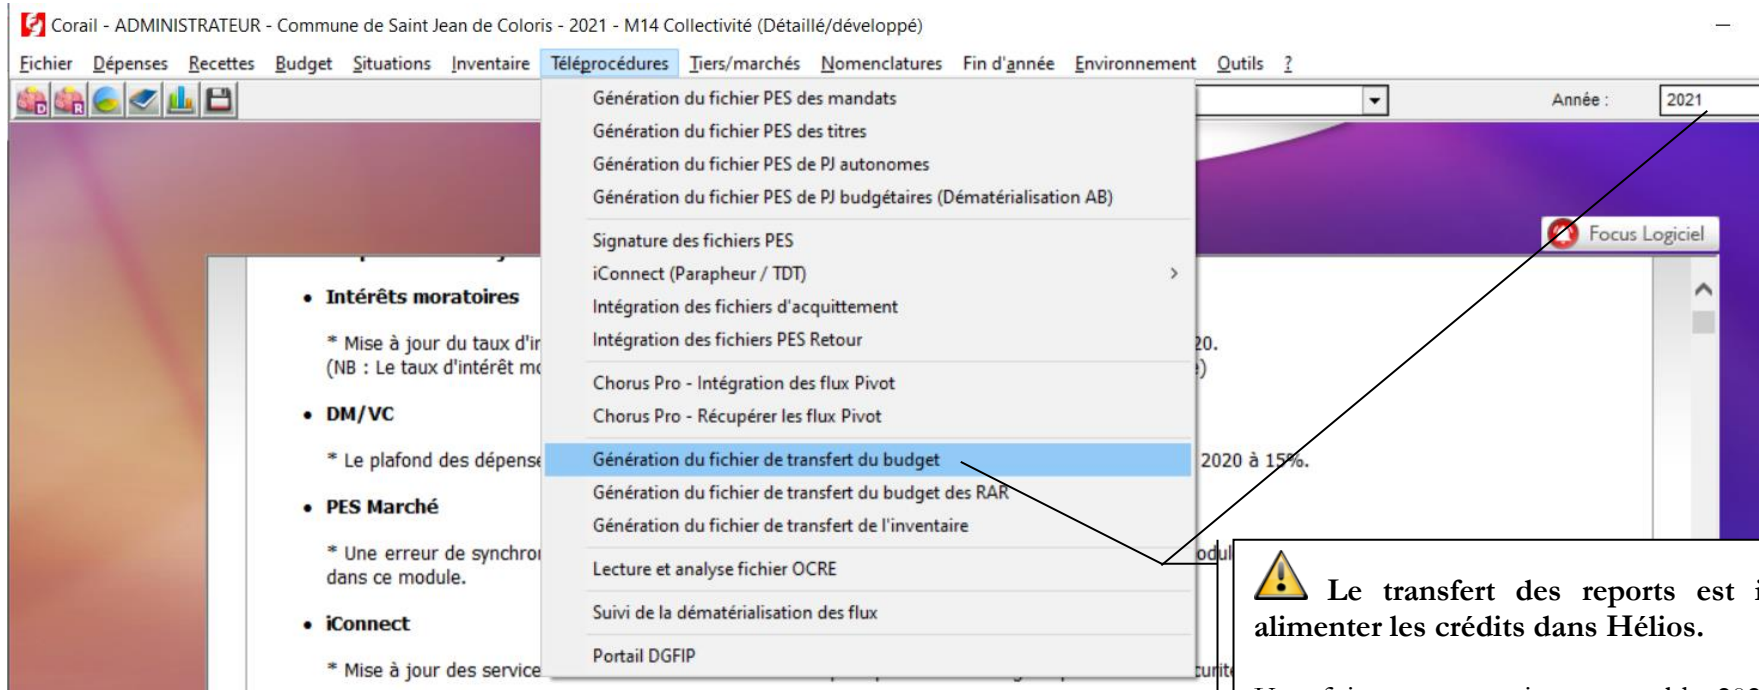 Corail - ADMINISTRATEUR - Commune de Saint Jean de Coloris - 2021 - M14 Collectivité (Détaillé/développé)
Fichier Dépenses Recettes Budget Situations Inventaire Téléprocédures Tiers/marchés Nomenclatures Fin d'année Environnement Outils ?
Année : 2021
Génération du fichier PES des mandats
Génération du fichier PES des titres
Génération du fichier PES de PJ autonomes
Génération du fichier PES de PJ budgétaires (Dématérialisation AB)
Signature des fichiers PES
iConnect (Parapheur / TDT)
Intégration des fichiers d'acquittement
Intégration des fichiers PES Retour
Chorus Pro - Intégration des flux Pivot
Chorus Pro - Récupérer les flux Pivot
Génération du fichier de transfert du budget
Génération du fichier de transfert du budget des RAR
Génération du fichier de transfert de l'inventaire
Lecture et analyse fichier OCRE
Suivi de la dématérialisation des flux
Portail DGFIP
Focus Logiciel
• Intérêts moratoires
* Mise à jour du taux d'in 20.
(NB : Le taux d'intérêt mo )
• DM/VC
* Le plafond des dépense 2020 à 15%.
• PES Marché
* Une erreur de synchro
dans ce module.
• iConnect
* Mise à jour des service
Le transfert des reports est
alimenter les crédits dans Hélios.